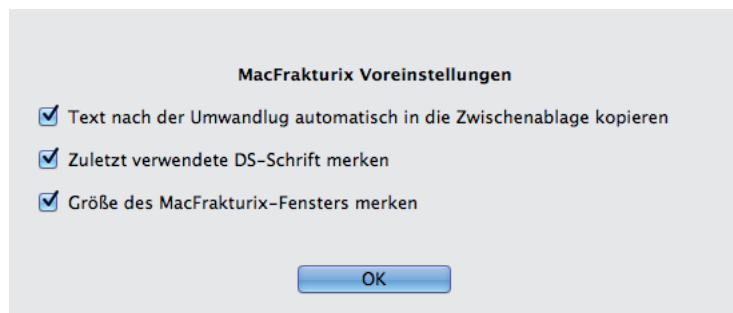 MacFrakturix Voreinstellungen
Text nach der Umwandlug automatisch in die Zwischenablage kopieren
Zuletzt verwendete DS-Schrift merken
Größe des MacFrakturix-Fensters merken
OK